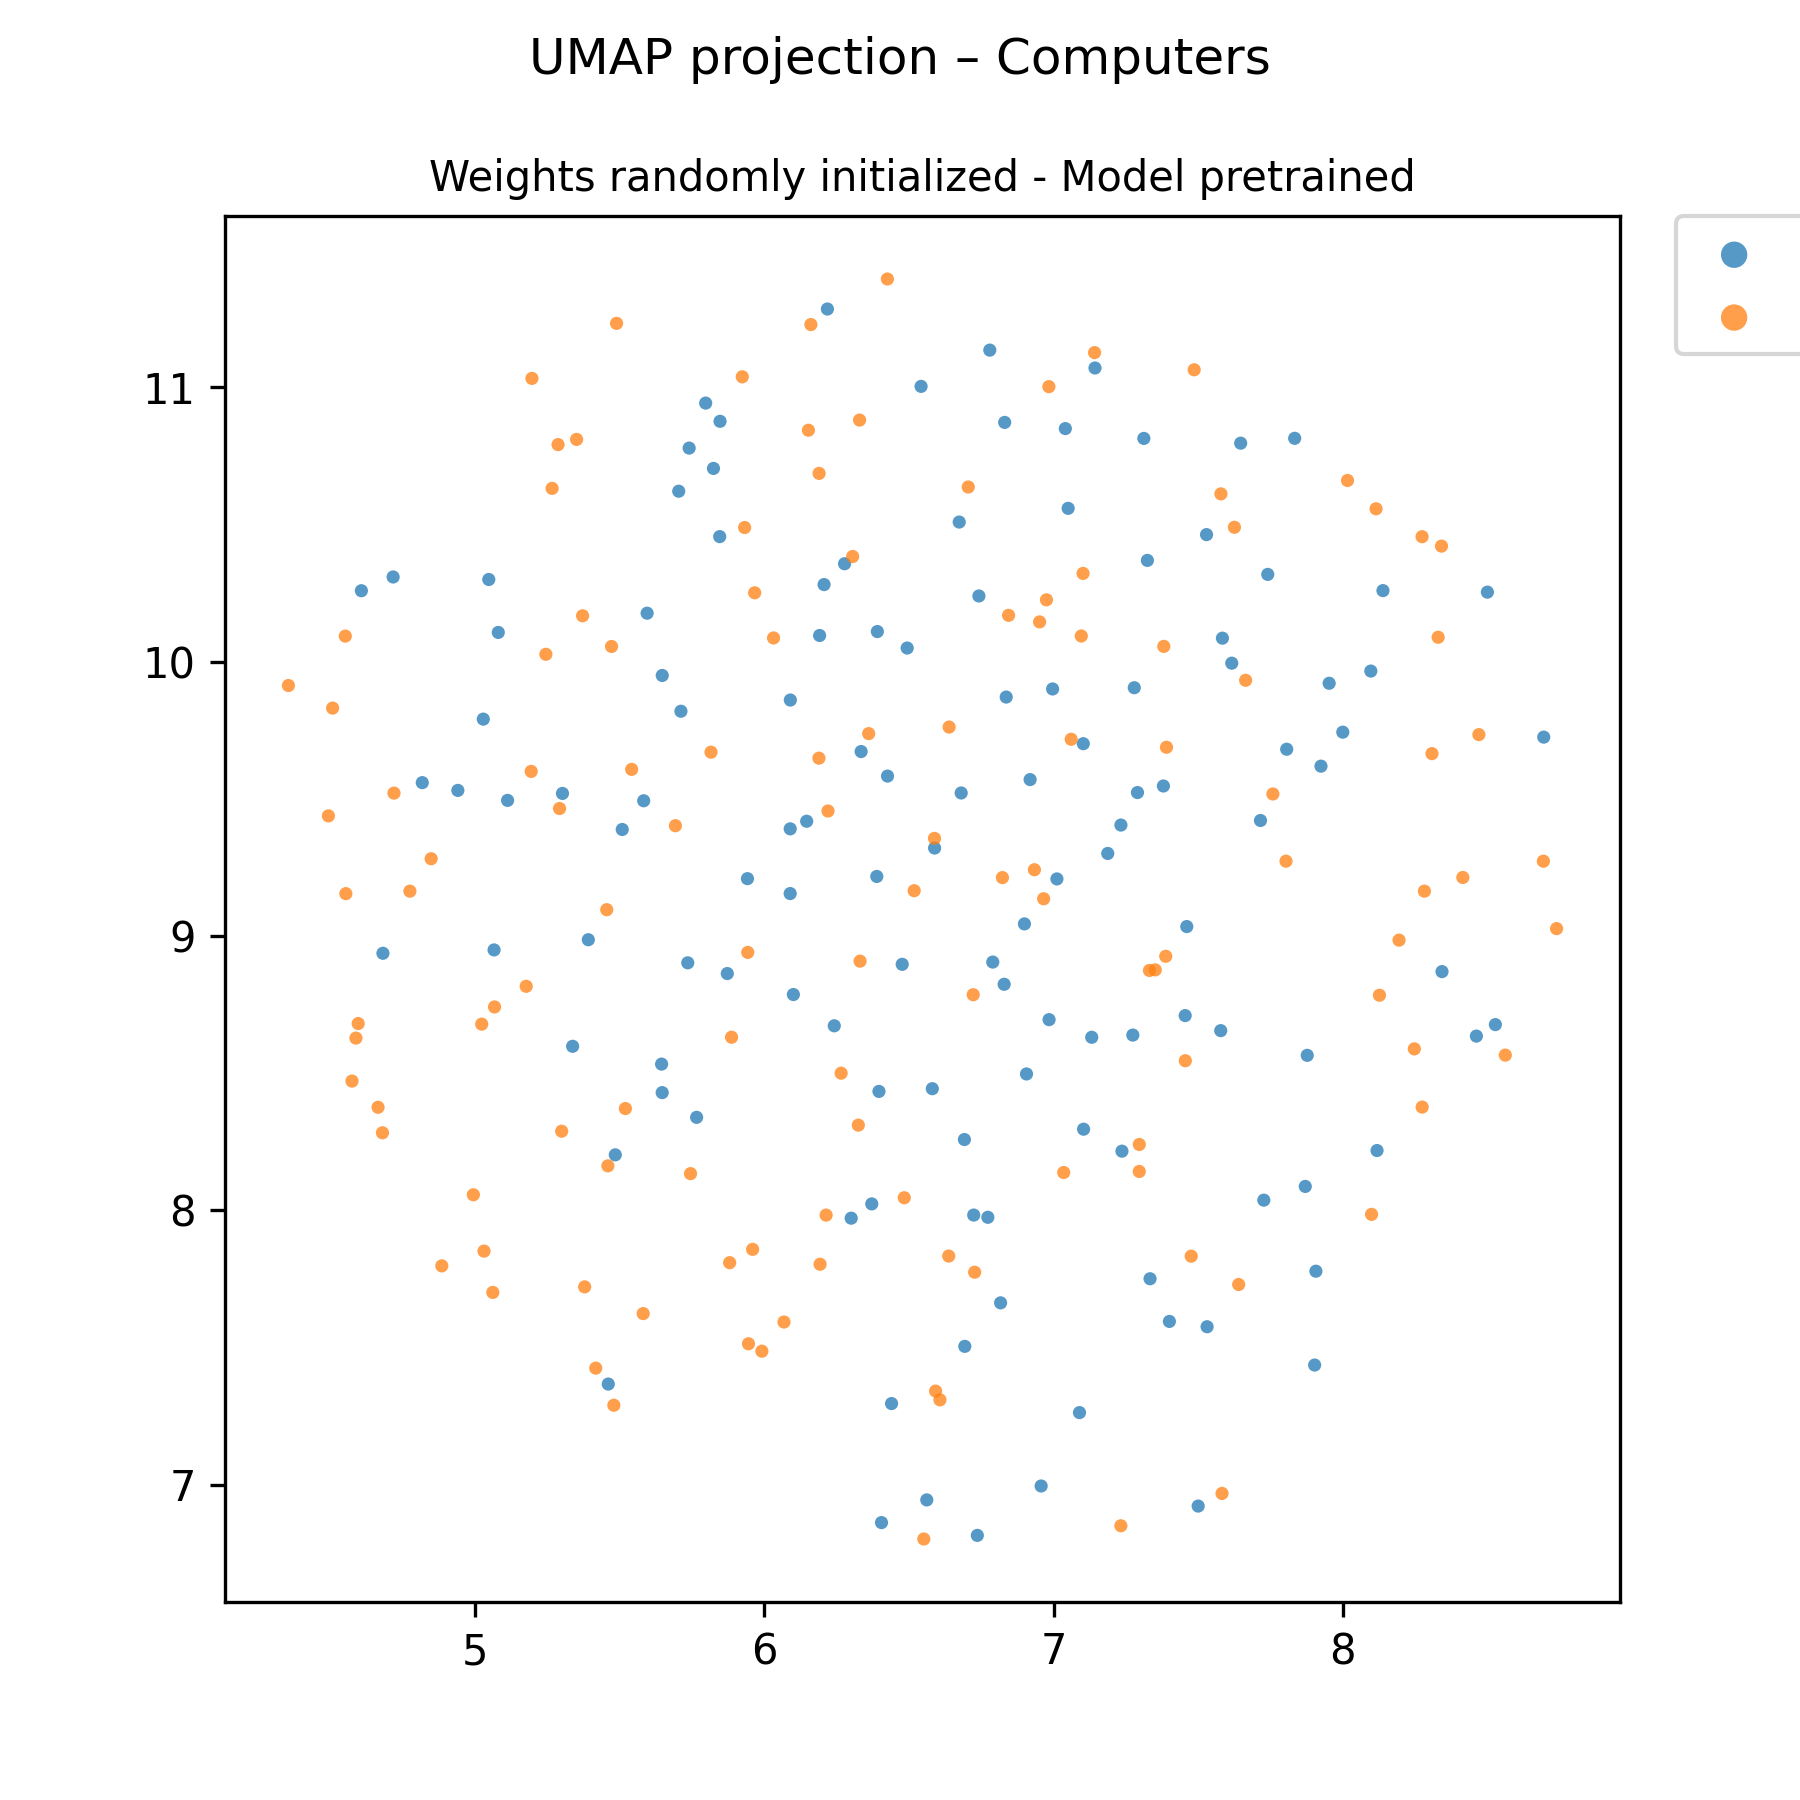 UMAP projection – Computers
Weights randomly initialized - Model pretrained
11
10
9
8
7
5 6 7 8